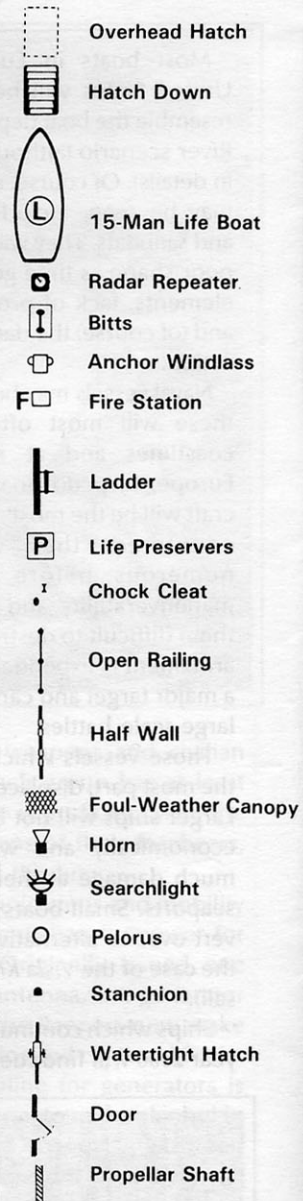 Overhead Hatch
Hatch Down
L
15-Man Life Boat
Radar Repeater
Bitts
Anchor Windlass
F
Fire Station
Ladder
P
Life Preservers
Chock Cleat
Open Railing
Half Wall
Foul-Weather Canopy
Horn
Searchlight
Pelorus
Stanchion
Watertight Hatch
Door
Propellar Shaft